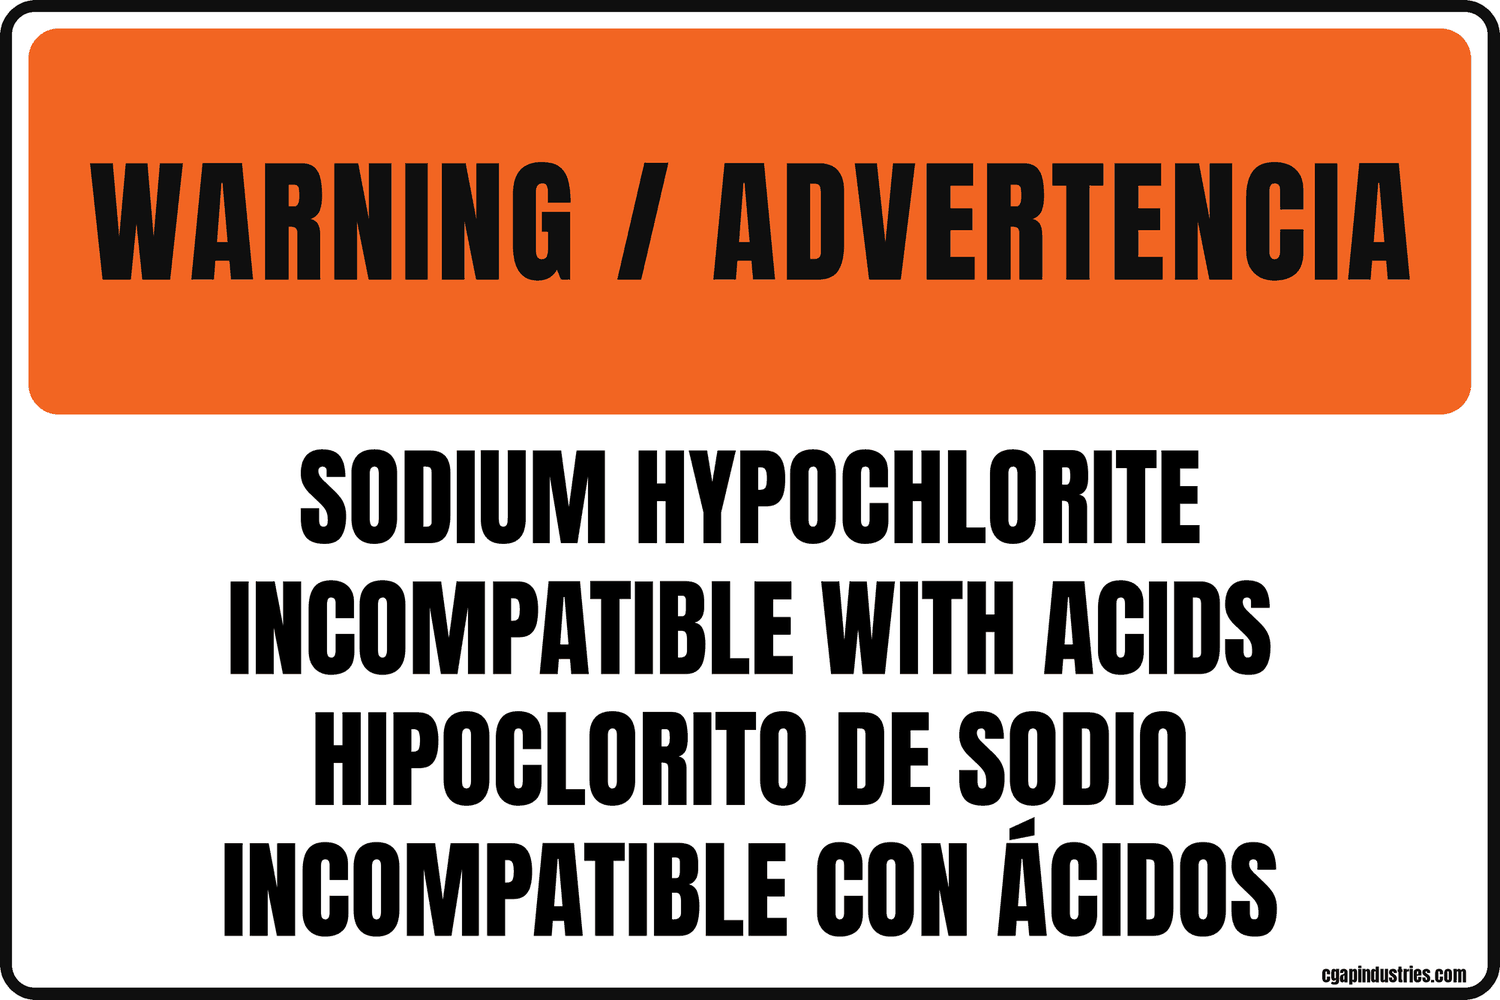 WARNING / ADVERTENCIA
SODIUM HYPOCHLORITE
INCOMPATIBLE WITH ACIDS
HIPOCLORITO DE SODIO
INCOMPATIBLE CON ÁCIDOS
cgapindustries.com